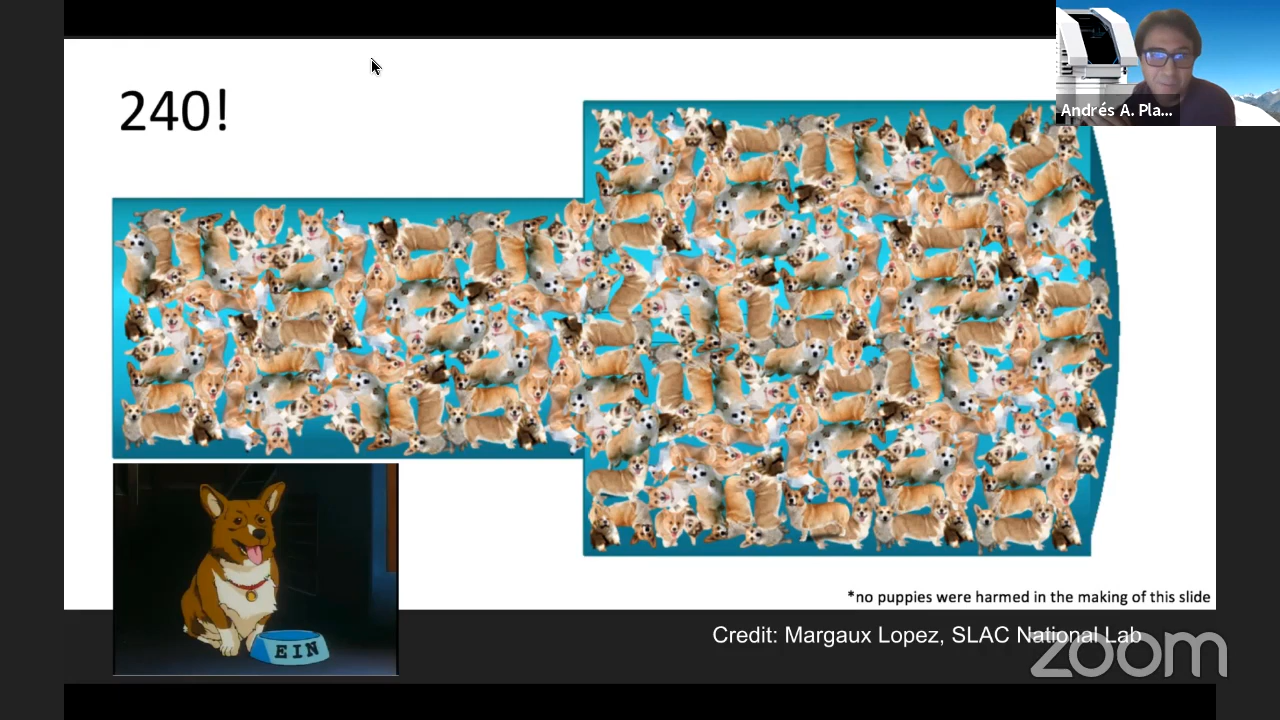 240!
Andrés A. Pla...
EIN
*no puppies were harmed in the making of this slide
Credit: Margaux Lopez, SLAC National Lab
zoom